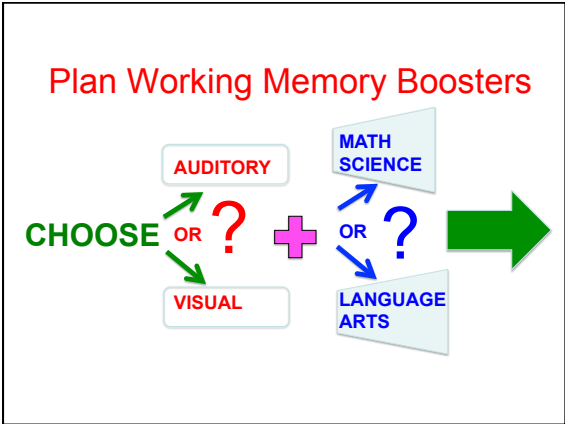 Plan Working Memory Boosters
AUDITORY
CHOOSE
OR
?
VISUAL
MATH
SCIENCE
OR
?
LANGUAGE
ARTS